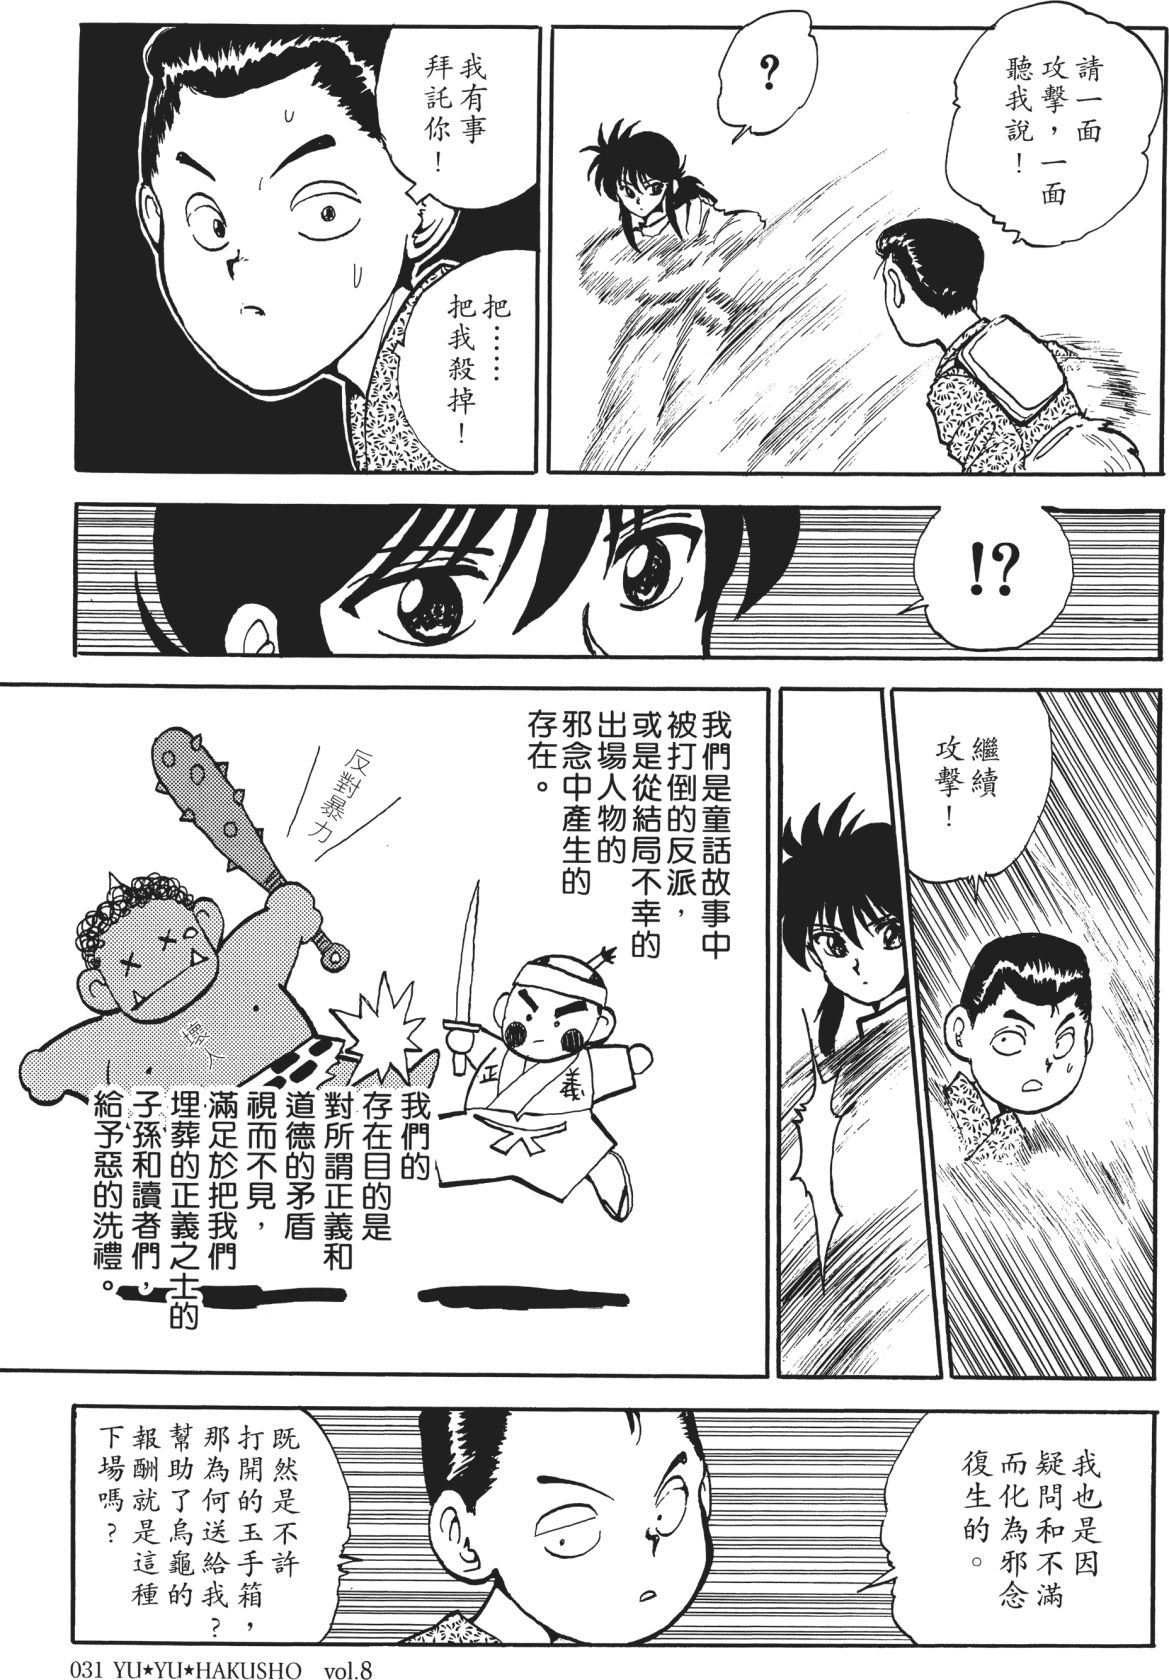 請一面
攻擊，一面
聽我說！
？
我有事
拜託你！
把……
把我殺掉！
!?
繼續
攻擊！
我們是童話故事中
被打倒的反派，
或是從結局不幸的
出場人物的
邪念中產生的
存在。
反對暴力
壞人
正
義
我們的
存在目的是
對所謂正義和
道德的矛盾
視而不見，
滿足於把我們
埋葬的正義之士的
子孫和讀者們，
給予惡的洗禮。
我也是因
疑問和不滿
而化為邪念
復生的。
既然是不許
打開的玉手箱，
那為何送給我？
幫助了烏龜的
報酬就是這種
下場嗎？
031 YU★YU★HAKUSHO vol.8